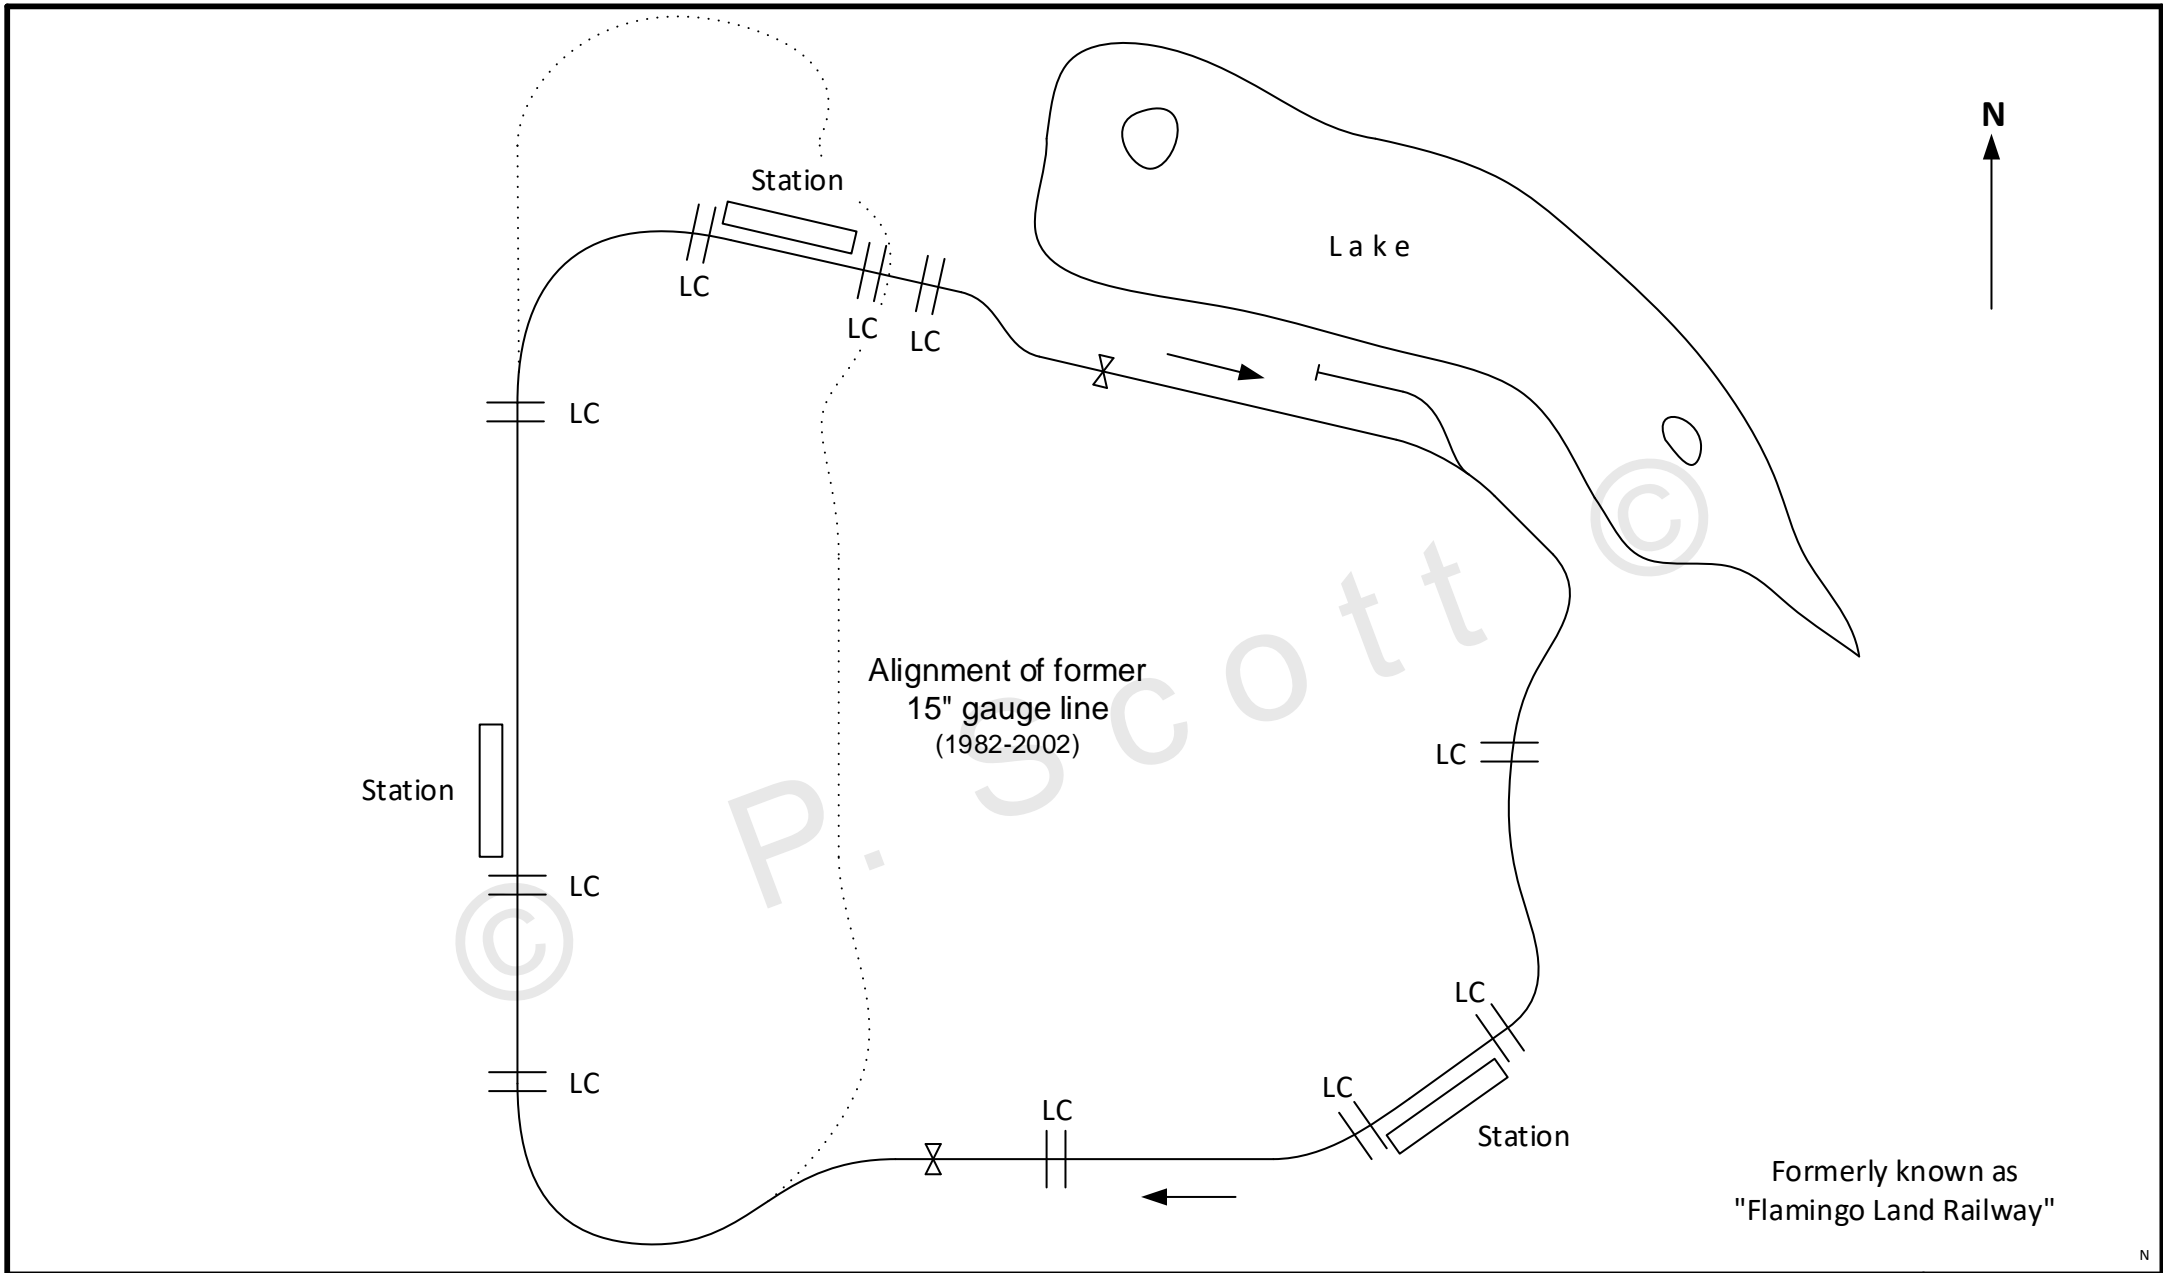 N
Station
Lake
LC
LC
LC
LC
Alignment of former
15" gauge line
(1982-2002)
LC
Station
LC
LC
LC
LC
LC
Station
Formerly known as
"Flamingo Land Railway"
N
© P. Scott ©